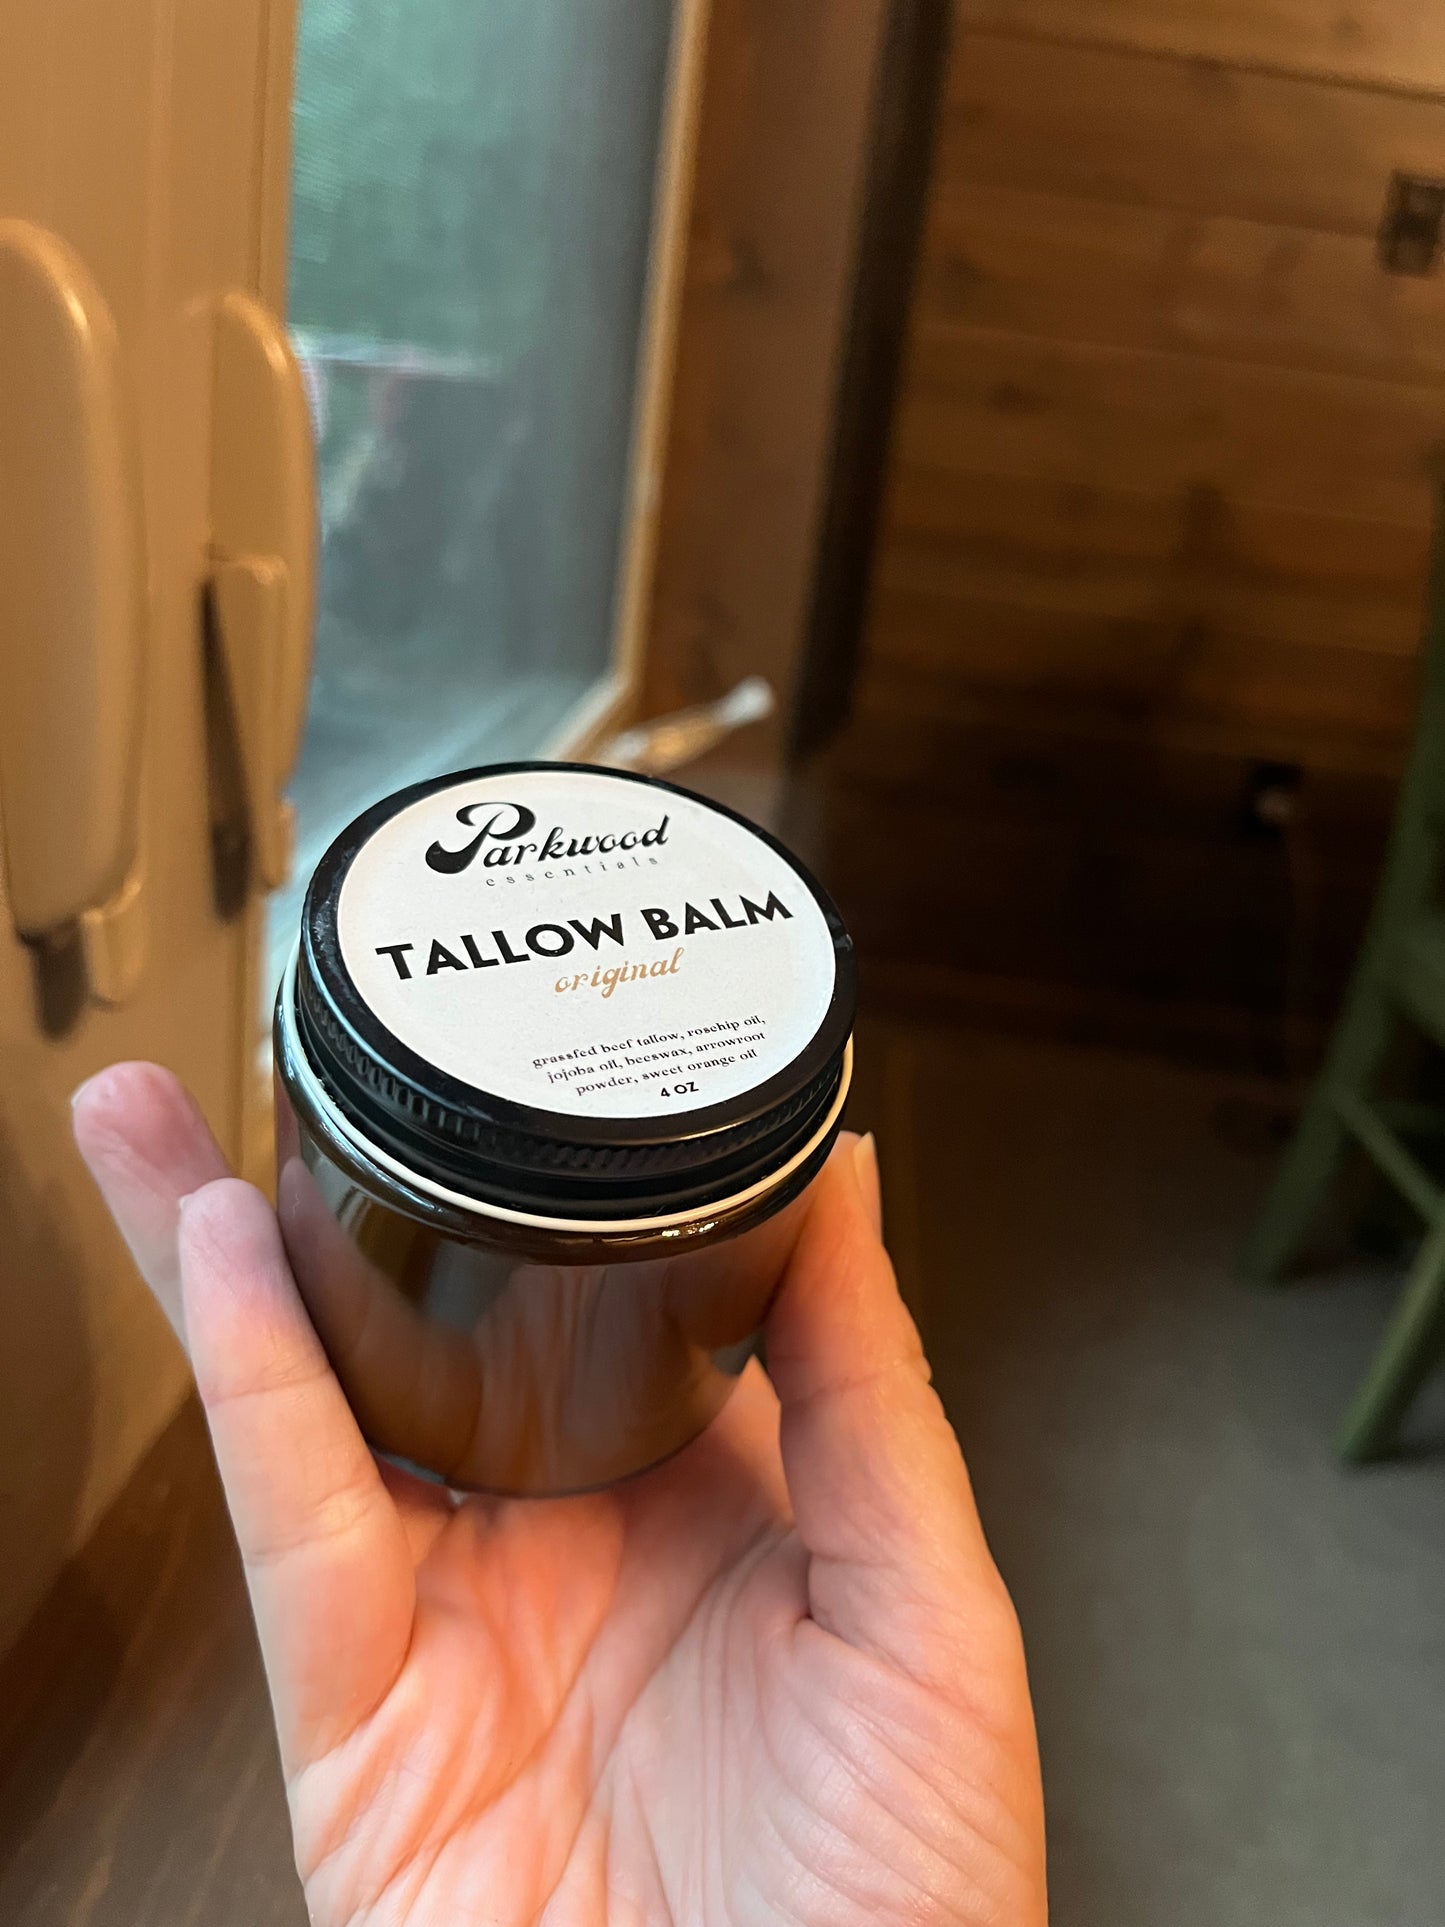 Parkwood
essentials
TALLOW BALM
original
grassfed beef tallow, rosehip oil,
jojoba oil, beeswax, arrowroot
powder, sweet orange oil
4 OZ